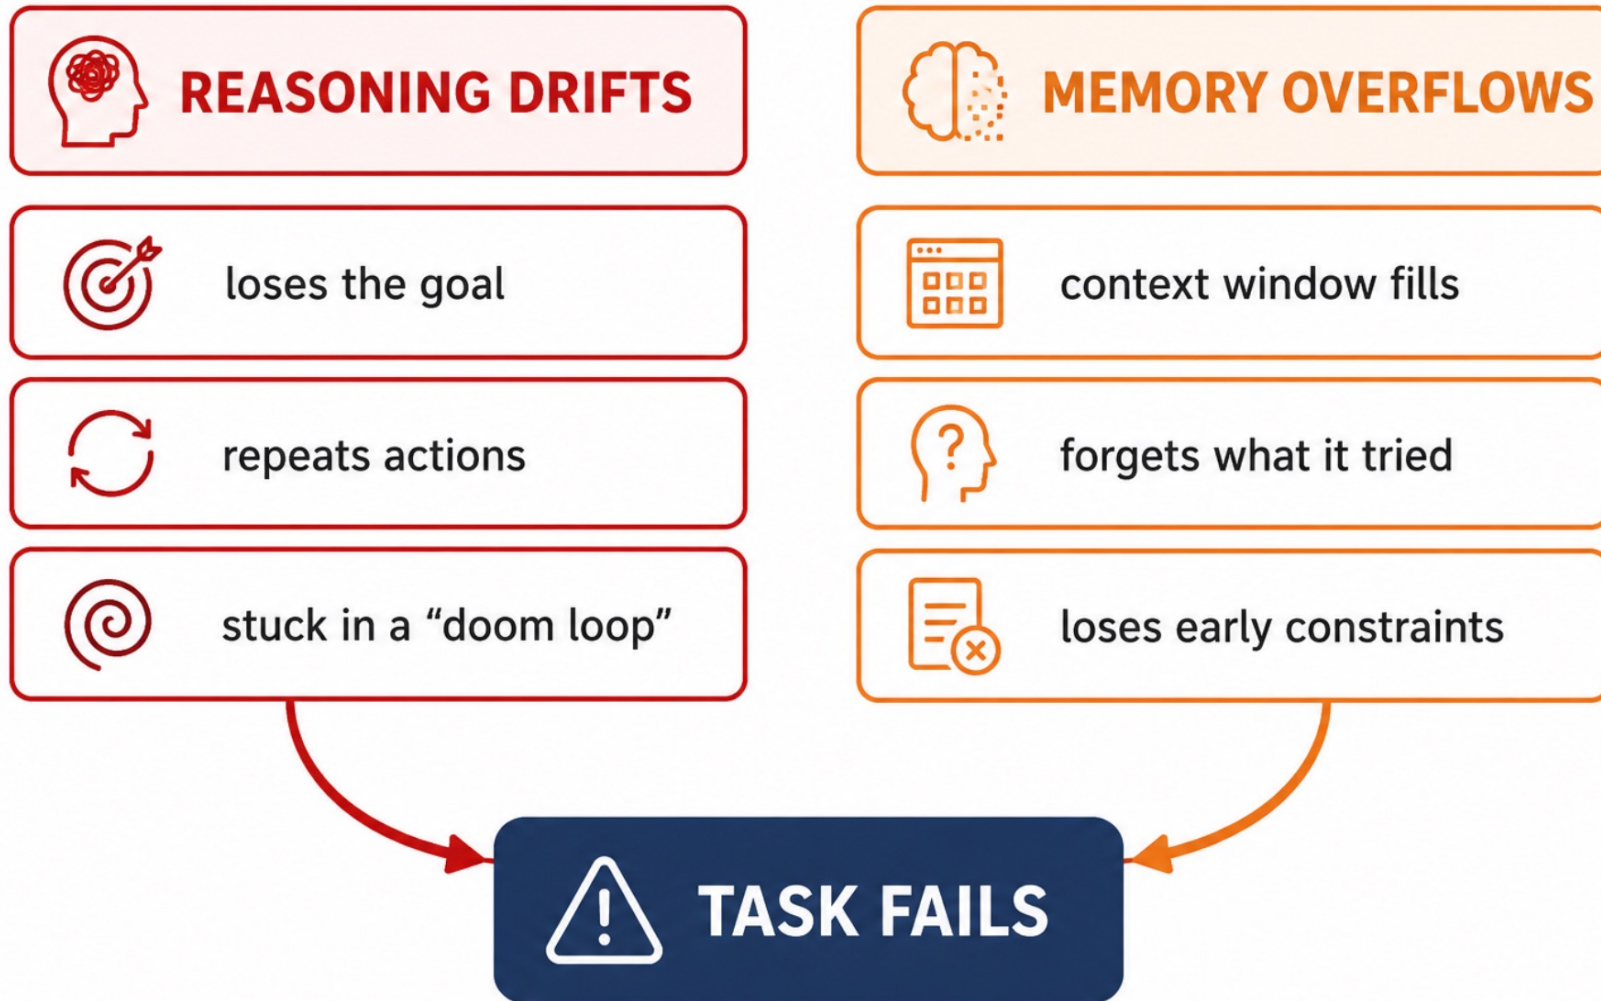 REASONING DRIFTS
loses the goal
repeats actions
stuck in a “doom loop”
MEMORY OVERFLOWS
context window fills
forgets what it tried
loses early constraints
TASK FAILS